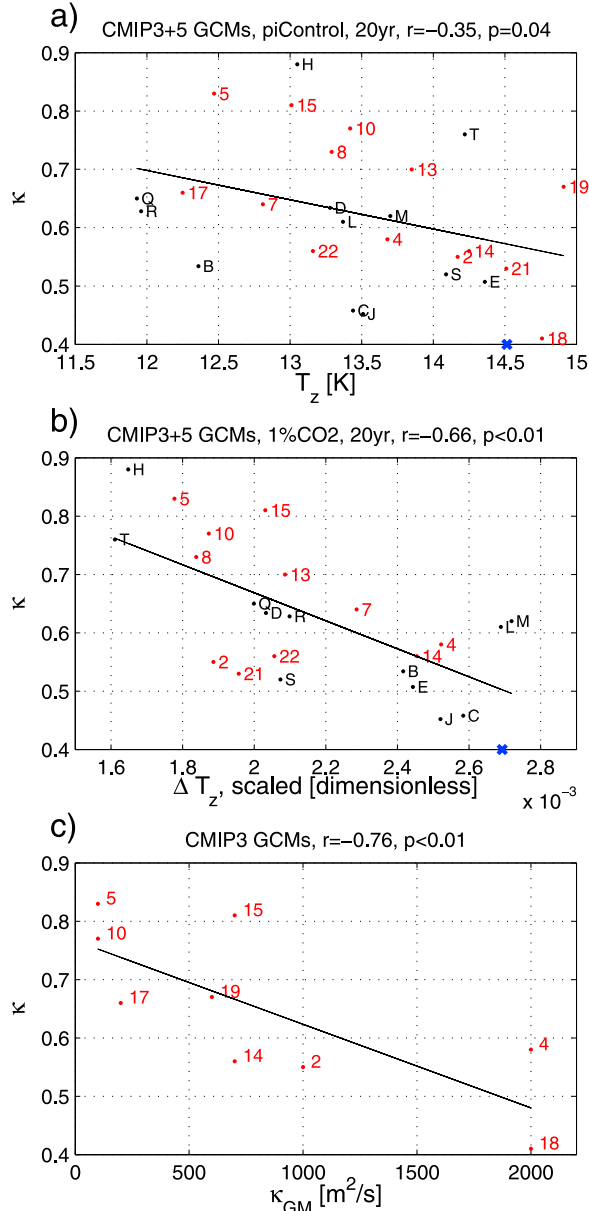 a)
CMIP3+5 GCMs, piControl, 20yr, r=−0.35, p=0.04
0.9
0.8
0.7
0.6
0.5
0.4
κ
H
5
15
10
T
8
13
19
17
Q
R
7
D
L
M
4
22
14
2
B
S
21
E
C
J
18
11.5 12 12.5 13 13.5 14 14.5 15
T_z [K]
b)
CMIP3+5 GCMs, 1%CO2, 20yr, r=−0.66, p<0.01
0.9
0.8
0.7
0.6
0.5
0.4
κ
H
5
15
10
T
8
13
Q
D
R
7
L
M
4
14
22
2
21
S
B
E
J
C
1.6 1.8 2 2.2 2.4 2.6 2.8
Δ T_z, scaled [dimensionless]
x 10⁻³
c)
CMIP3 GCMs, r=−0.76, p<0.01
0.9
0.8
0.7
0.6
0.5
0.4
κ
5
15
10
17
19
14
2
4
18
0 500 1000 1500 2000
κ_GM [m²/s]